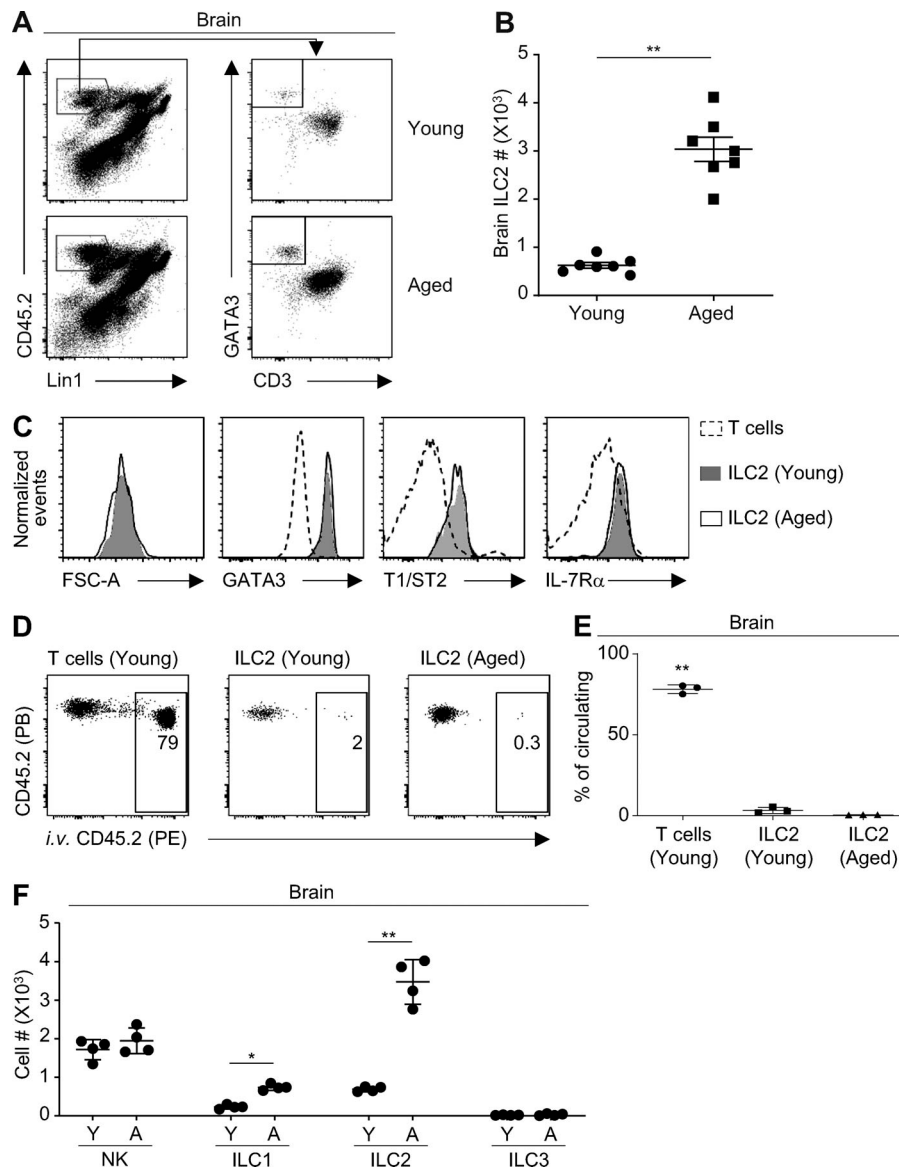 A
Brain
CD45.2
Lin1
GATA3
CD3
Young
Aged
B
**
Brain ILC2 # (X10³)
5
4
3
2
1
0
Young
Aged
C
Normalized
events
FSC-A
GATA3
T1/ST2
IL-7Rα
T cells
ILC2 (Young)
ILC2 (Aged)
D
T cells (Young)
ILC2 (Young)
ILC2 (Aged)
CD45.2 (PB)
79
2
0.3
i.v. CD45.2 (PE)
E
Brain
% of circulating
100
50
0
**
T cells
(Young)
ILC2
(Young)
ILC2
(Aged)
F
Brain
Cell # (X10³)
5
4
3
2
1
0
*
**
Y A Y A Y A Y A
NK ILC1 ILC2 ILC3